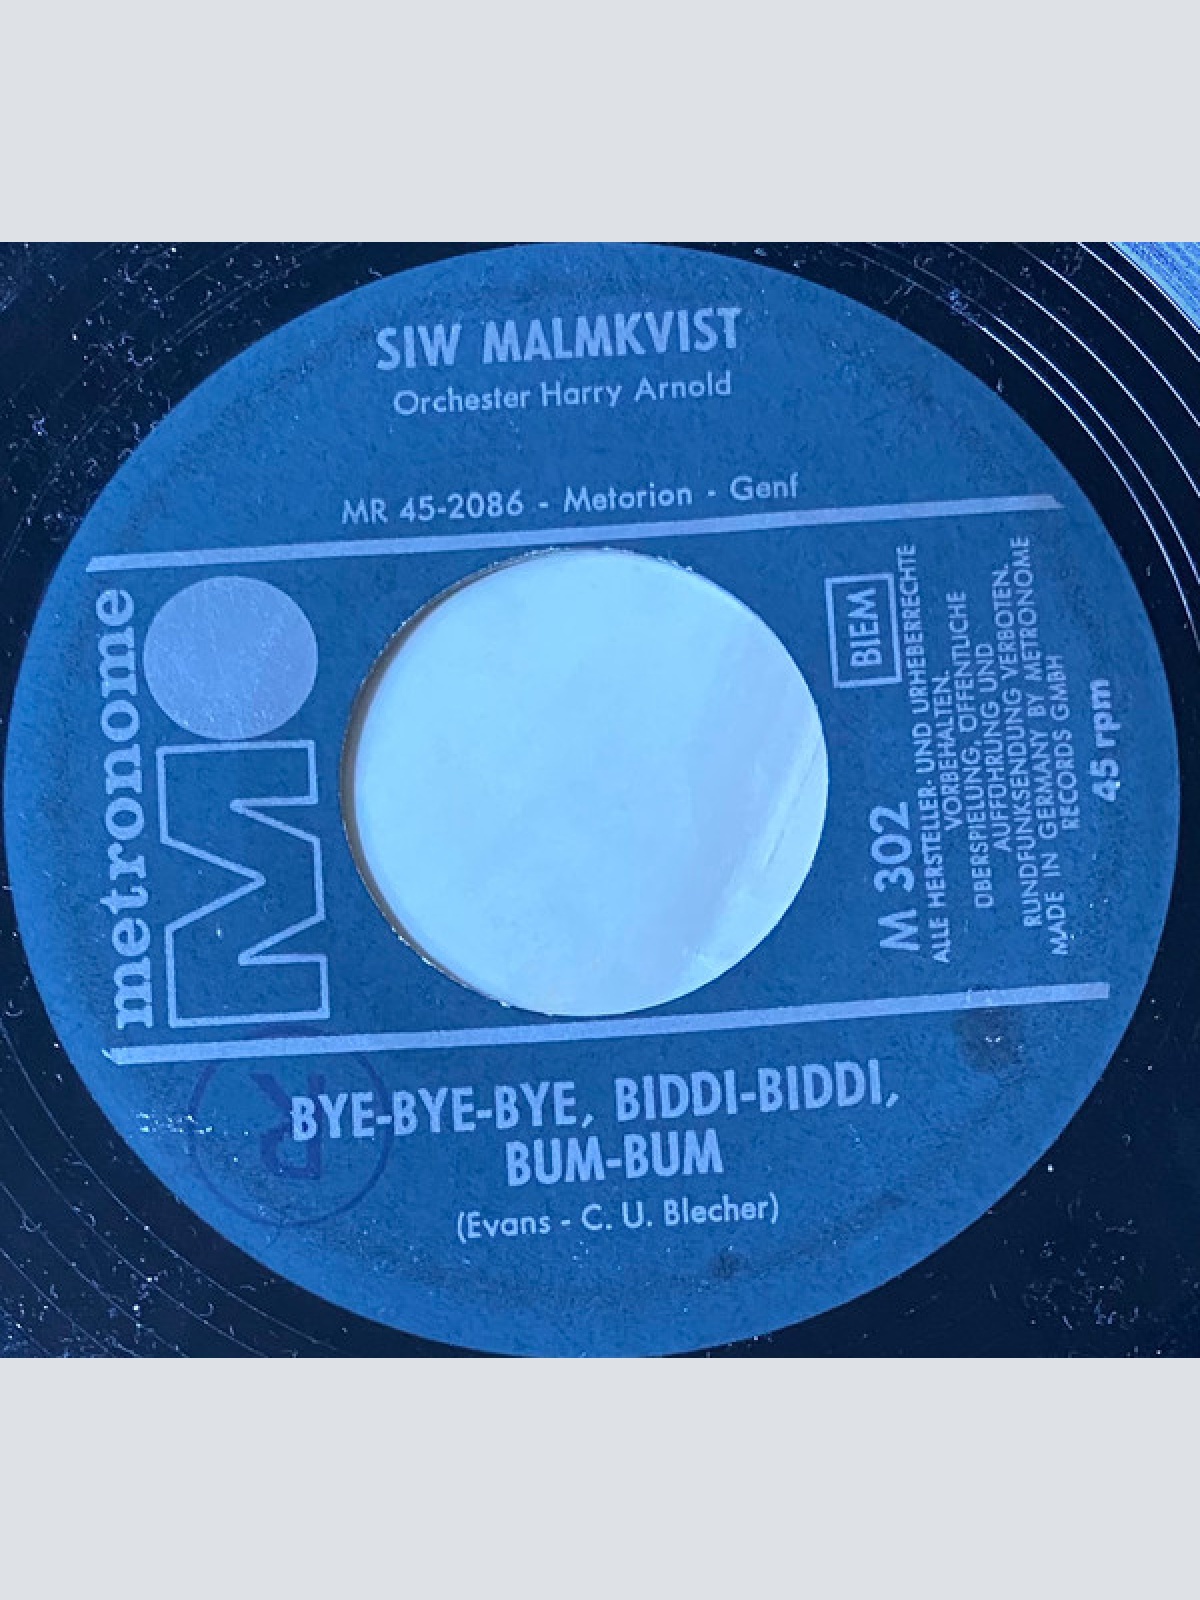 SIW MALMKVIST
Orchester Harry Arnold
MR 45-2086 - Metorion - Genf
metronome
M
BIEM
M 302
ALLE HERSTELLER- UND URHEBERRECHTE
VORBEHALTEN.
ÜBERSPIELUNG, ÖFFENTLICHE
AUFFÜHRUNG UND
RUNDFUNKSENDUNG VERBOTEN.
MADE IN GERMANY BY METRONOME
RECORDS GMBH
45 rpm
BYE-BYE-BYE, BIDDI-BIDDI,
BUM-BUM
(Evans - C. U. Blecher)
R